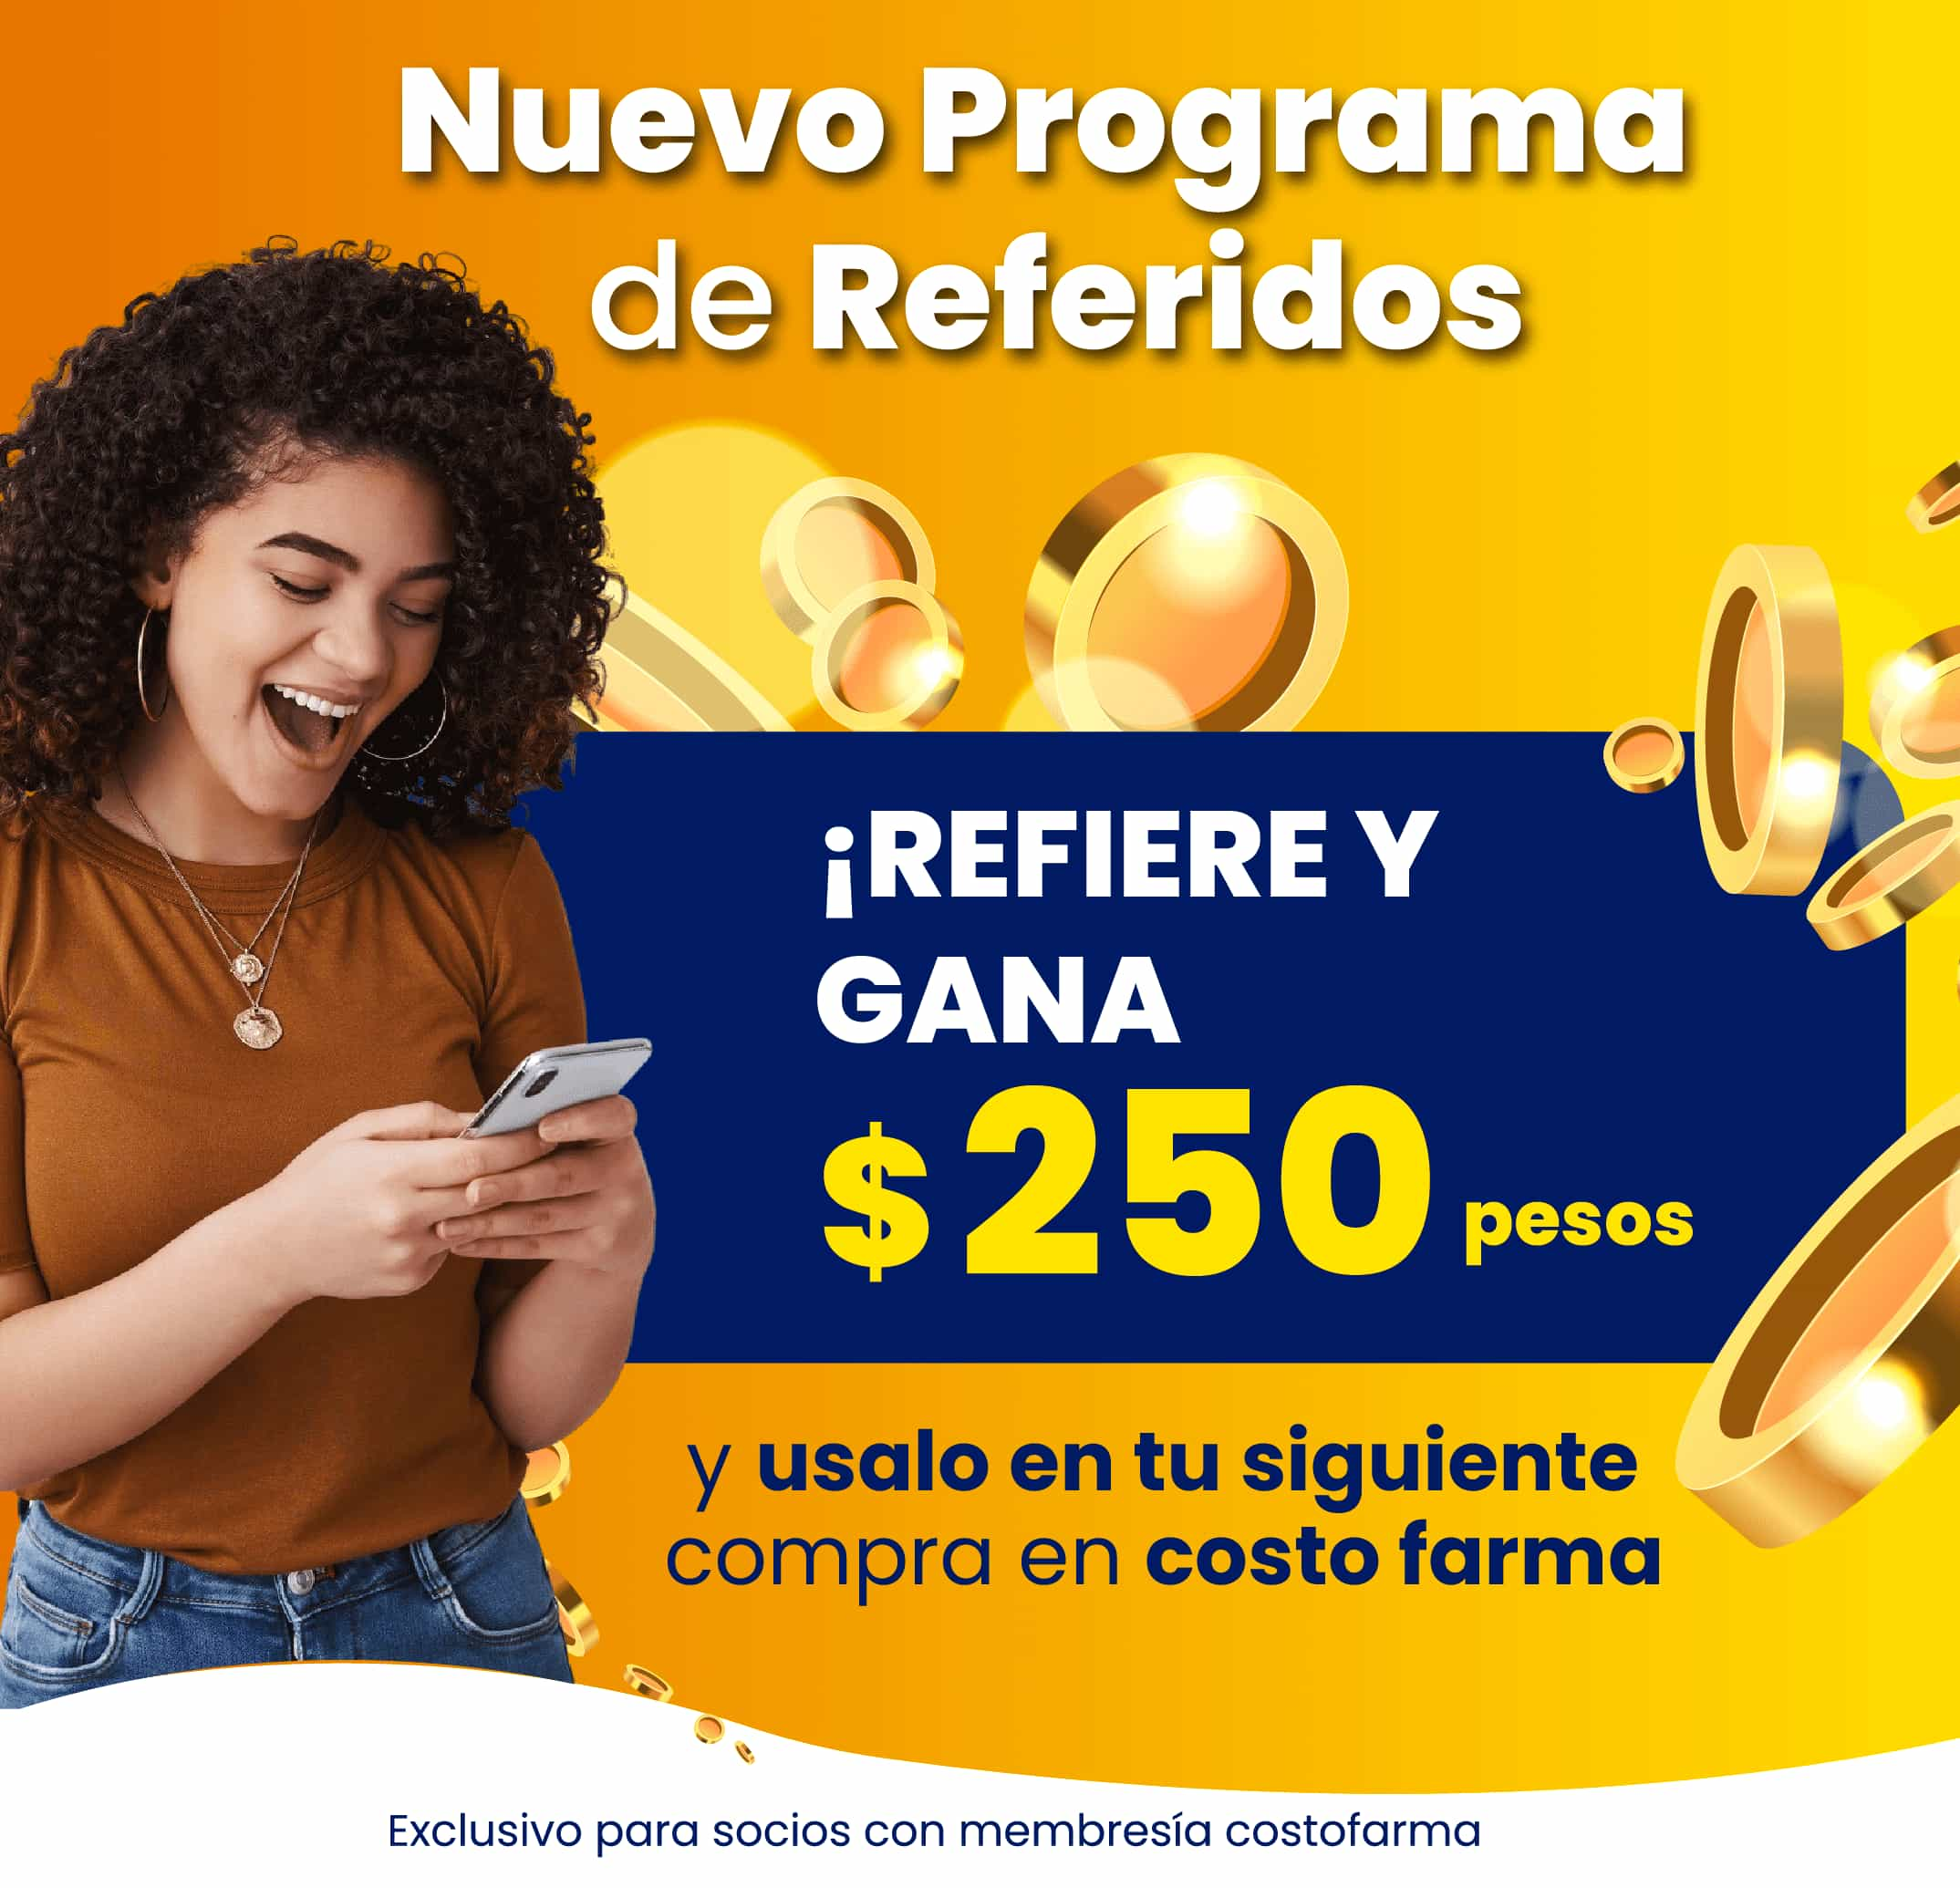 Nuevo Programa
de Referidos
¡REFIERE Y
GANA
$250 pesos
y usalo en tu siguiente
compra en costo farma
Exclusivo para socios con membresía costofarma